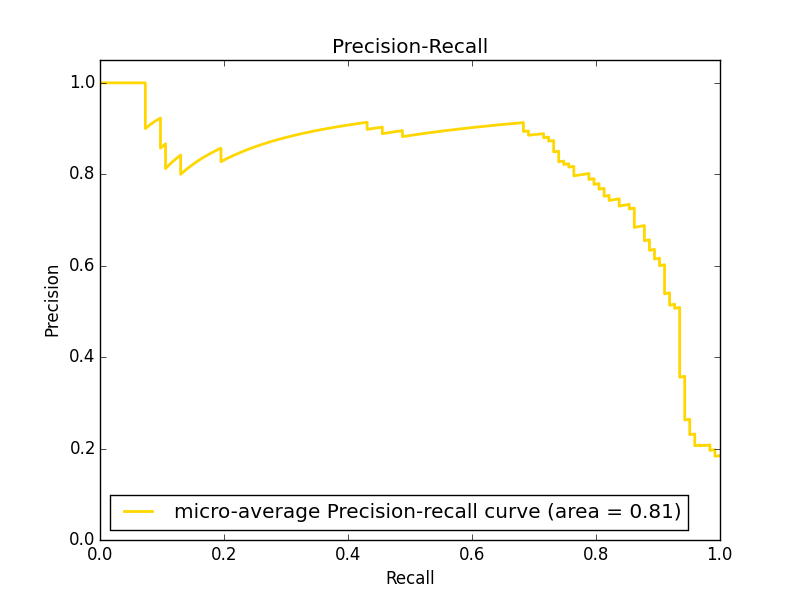 Precision-Recall
1.0
0.8
0.6
0.4
0.2
0.0
Precision
micro-average Precision-recall curve (area = 0.81)
0.0 0.2 0.4 0.6 0.8 1.0
Recall